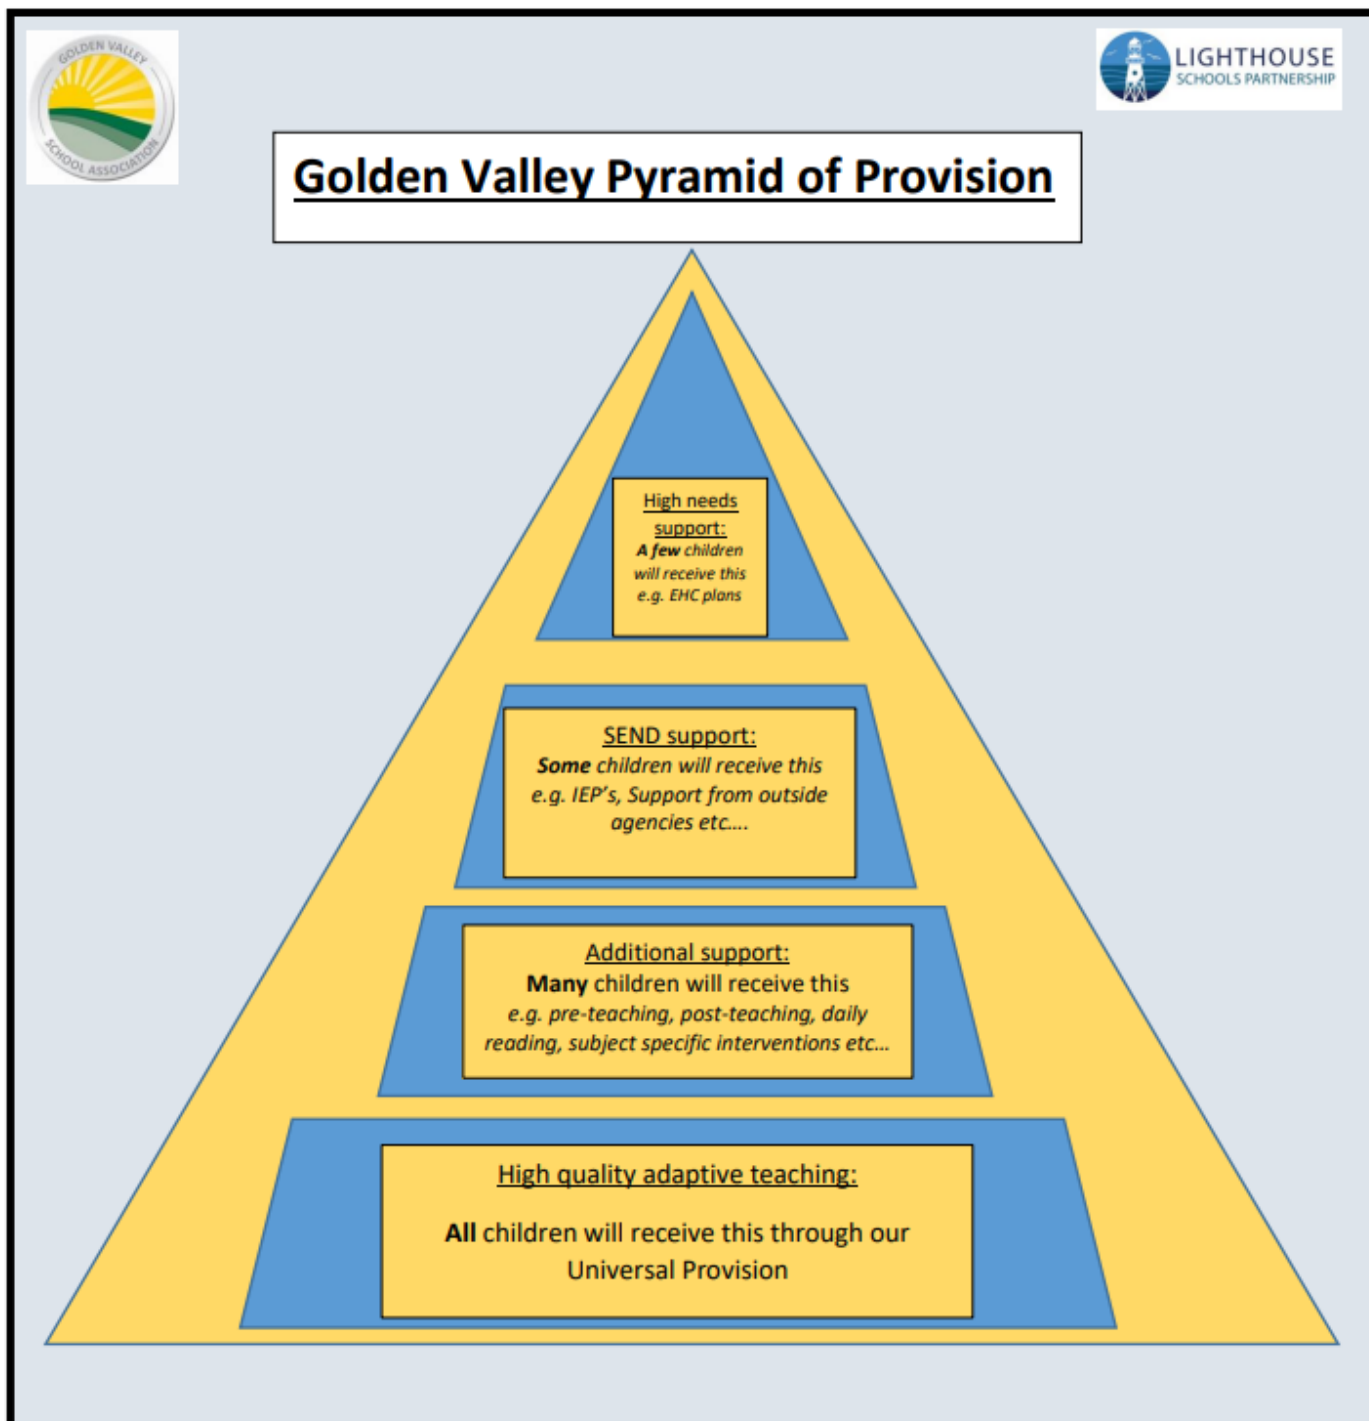 GOLDEN VALLEY
SCHOOL ASSOCIATION
LIGHTHOUSE
SCHOOLS PARTNERSHIP
Golden Valley Pyramid of Provision
High needs
support:
A few children
will receive this
e.g. EHC plans
SEND support:
Some children will receive this
e.g. IEP's, Support from outside
agencies etc....
Additional support:
Many children will receive this
e.g. pre-teaching, post-teaching, daily
reading, subject specific interventions etc...
High quality adaptive teaching:
All children will receive this through our
Universal Provision